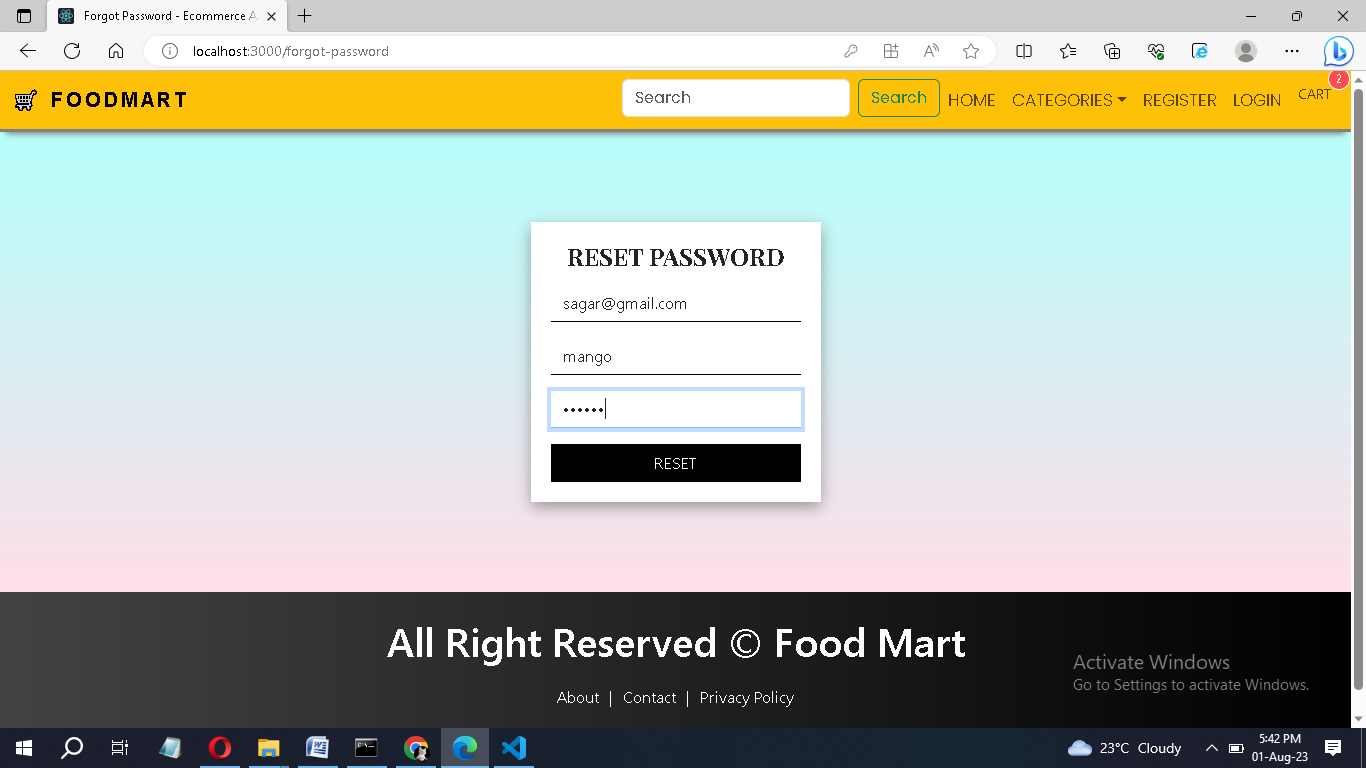 Forgot Password - Ecommerce A
localhost:3000/forgot-password
FOODMART
Search
Search
HOME
CATEGORIES
REGISTER
LOGIN
CART
2
RESET PASSWORD
sagar@gmail.com
mango
••••••
RESET
All Right Reserved © Food Mart
About | Contact | Privacy Policy
Activate Windows
Go to Settings to activate Windows.
23°C Cloudy
5:42 PM
01-Aug-23